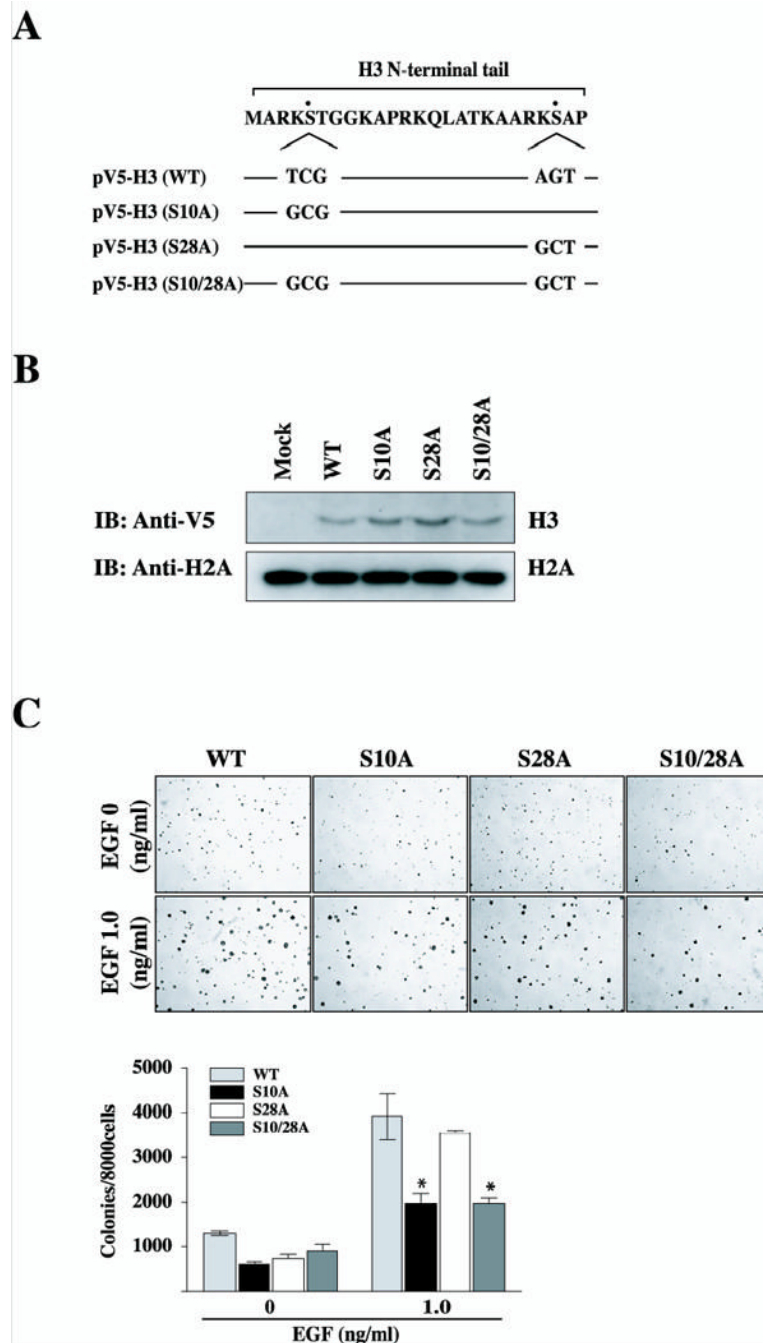 A
H3 N-terminal tail
MARKSTGGKAPRKQLATKAARKSAP
pV5-H3 (WT) TCG AGT
pV5-H3 (S10A) GCG
pV5-H3 (S28A) GCT
pV5-H3 (S10/28A) GCG GCT
B
Mock WT S10A S28A S10/28A
IB: Anti-V5 H3
IB: Anti-H2A H2A
C
WT S10A S28A S10/28A
EGF 0
(ng/ml)
EGF 1.0
(ng/ml)
Colonies/8000cells
5000
4000
3000
2000
1000
WT
S10A
S28A
S10/28A
* *
0 1.0
EGF (ng/ml)